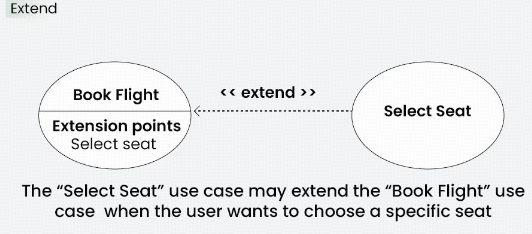 Extend
Book Flight
Extension points
Select seat
<< extend >>
Select Seat
The “Select Seat” use case may extend the “Book Flight” use
case when the user wants to choose a specific seat